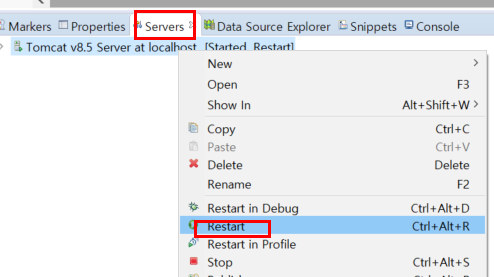 Markers Properties Servers Data Source Explorer Snippets Console
Tomcat v8.5 Server at localhost [Started, Restart]
New
Open F3
Show In Alt+Shift+W
Copy Ctrl+C
Paste Ctrl+V
Delete Delete
Rename F2
Restart in Debug Ctrl+Alt+D
Restart Ctrl+Alt+R
Restart in Profile
Stop Ctrl+Alt+S